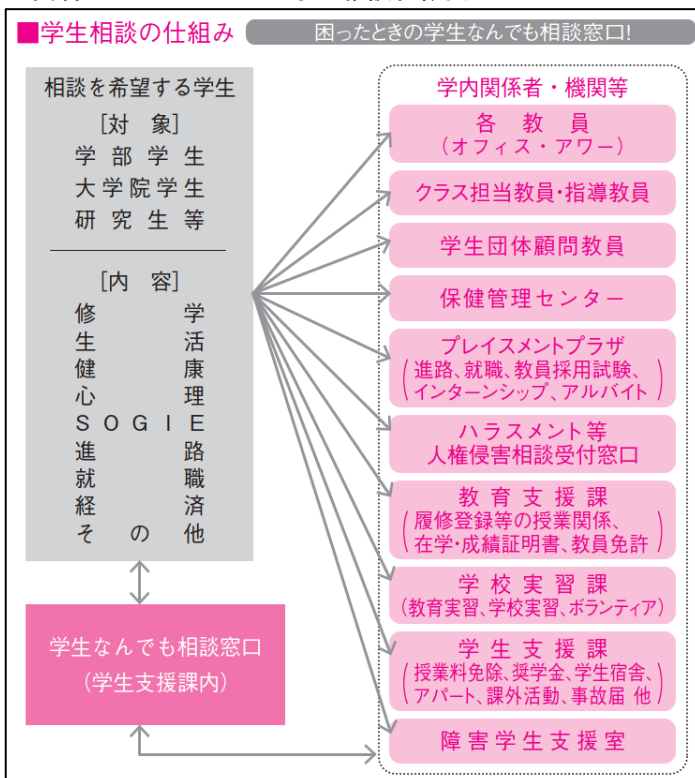 ■学生相談の仕組み
困ったときの学生なんでも相談窓口!
相談を希望する学生
[対 象]
学部学生
大学院学生
研究生等
[内 容]
修学
生活
健康
心理
SOGIE
進路
就職
経済
その他
学生なんでも相談窓口
(学生支援課内)
学内関係者・機関等
各教員
(オフィス・アワー)
クラス担当教員・指導教員
学生団体顧問教員
保健管理センター
プレイスメントプラザ
(進路、就職、教員採用試験、
インターンシップ、アルバイト)
ハラスメント等
人権侵害相談受付窓口
教育支援課
(履修登録等の授業関係、
在学・成績証明書、教員免許)
学校実習課
(教育実習、学校実習、ボランティア)
学生支援課
(授業料免除、奨学金、学生宿舎、
アパート、課外活動、事故届 他)
障害学生支援室